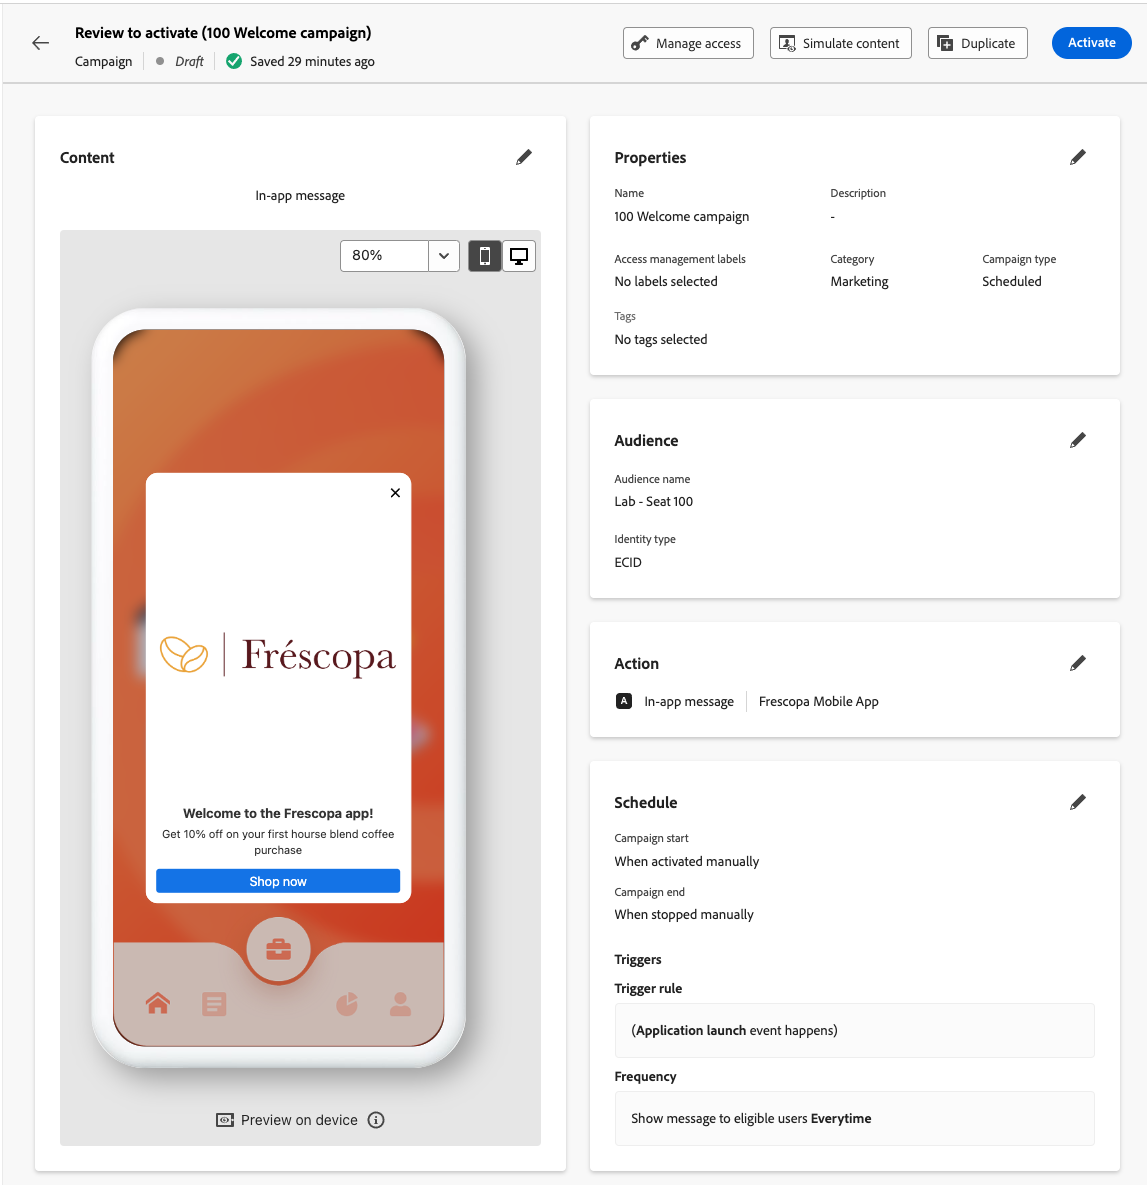 Review to activate (100 Welcome campaign)
Campaign Draft Saved 29 minutes ago
Manage access Simulate content Duplicate Activate
Content
In-app message
80%
Fréscopa
Welcome to the Frescopa app!
Get 10% off on your first hourse blend coffee
purchase
Shop now
Preview on device
Properties
Name Description
100 Welcome campaign -
Access management labels Category Campaign type
No labels selected Marketing Scheduled
Tags
No tags selected
Audience
Audience name
Lab - Seat 100
Identity type
ECID
Action
A In-app message Frescopa Mobile App
Schedule
Campaign start
When activated manually
Campaign end
When stopped manually
Triggers
Trigger rule
(Application launch event happens)
Frequency
Show message to eligible users Everytime